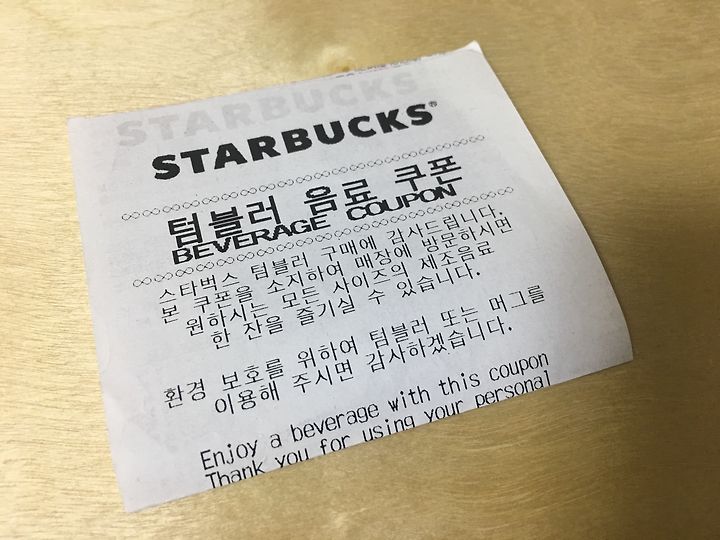 STARBUCKS
STARBUCKS®
텀블러 음료 쿠폰
BEVERAGE COUPON
스타벅스 텀블러 구매에 감사드립니다.
본 쿠폰을 소지하여 매장에 방문하시면
원하시는 모든 사이즈의 제조음료
한 잔을 즐기실 수 있습니다.
환경 보호를 위하여 텀블러 또는 머그를
이용해 주시면 감사하겠습니다.
Enjoy a beverage with this coupon
Thank you for using your personal